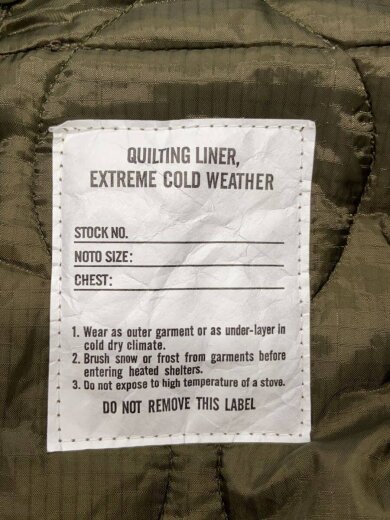 QUILTING LINER,
EXTREME COLD WEATHER
STOCK NO.
NOTO SIZE:
CHEST:
1. Wear as outer garment or as under-layer in
cold dry climate.
2. Brush snow or frost from garments before
entering heated shelters.
3. Do not expose to high temperature of a stove.
DO NOT REMOVE THIS LABEL